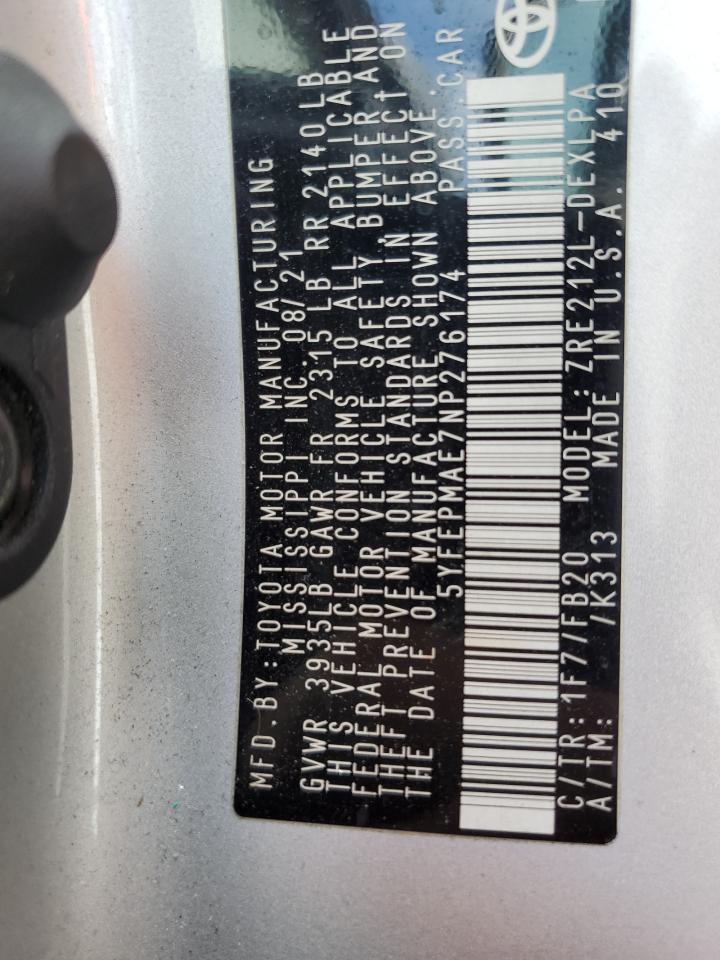 MFD.BY:TOYOTA MOTOR MANUFACTURING
MISSISSIPPI INC. 08/21
GVWR 3935LB GAWR FR 2315 LB RR 2140LB
THIS VEHICLE CONFORMS TO ALL APPLICABLE
FEDERAL MOTOR VEHICLE SAFETY, BUMPER AND
THEFT PREVENTION STANDARDS IN EFFECT ON
THE DATE OF MANUFACTURE SHOWN ABOVE.
5YFEPMAE7NP276174 PASS.CAR
C/TR: 1F7/FB20 MODEL: ZRE212L-DEXLPA
A/TM: /K313 MADE IN U.S.A. 410